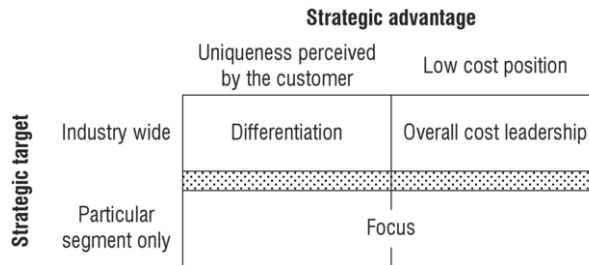 Strategic advantage
Uniqueness perceived
by the customer
Low cost position
Strategic target
Industry wide
Differentiation
Overall cost leadership
Particular
segment only
Focus